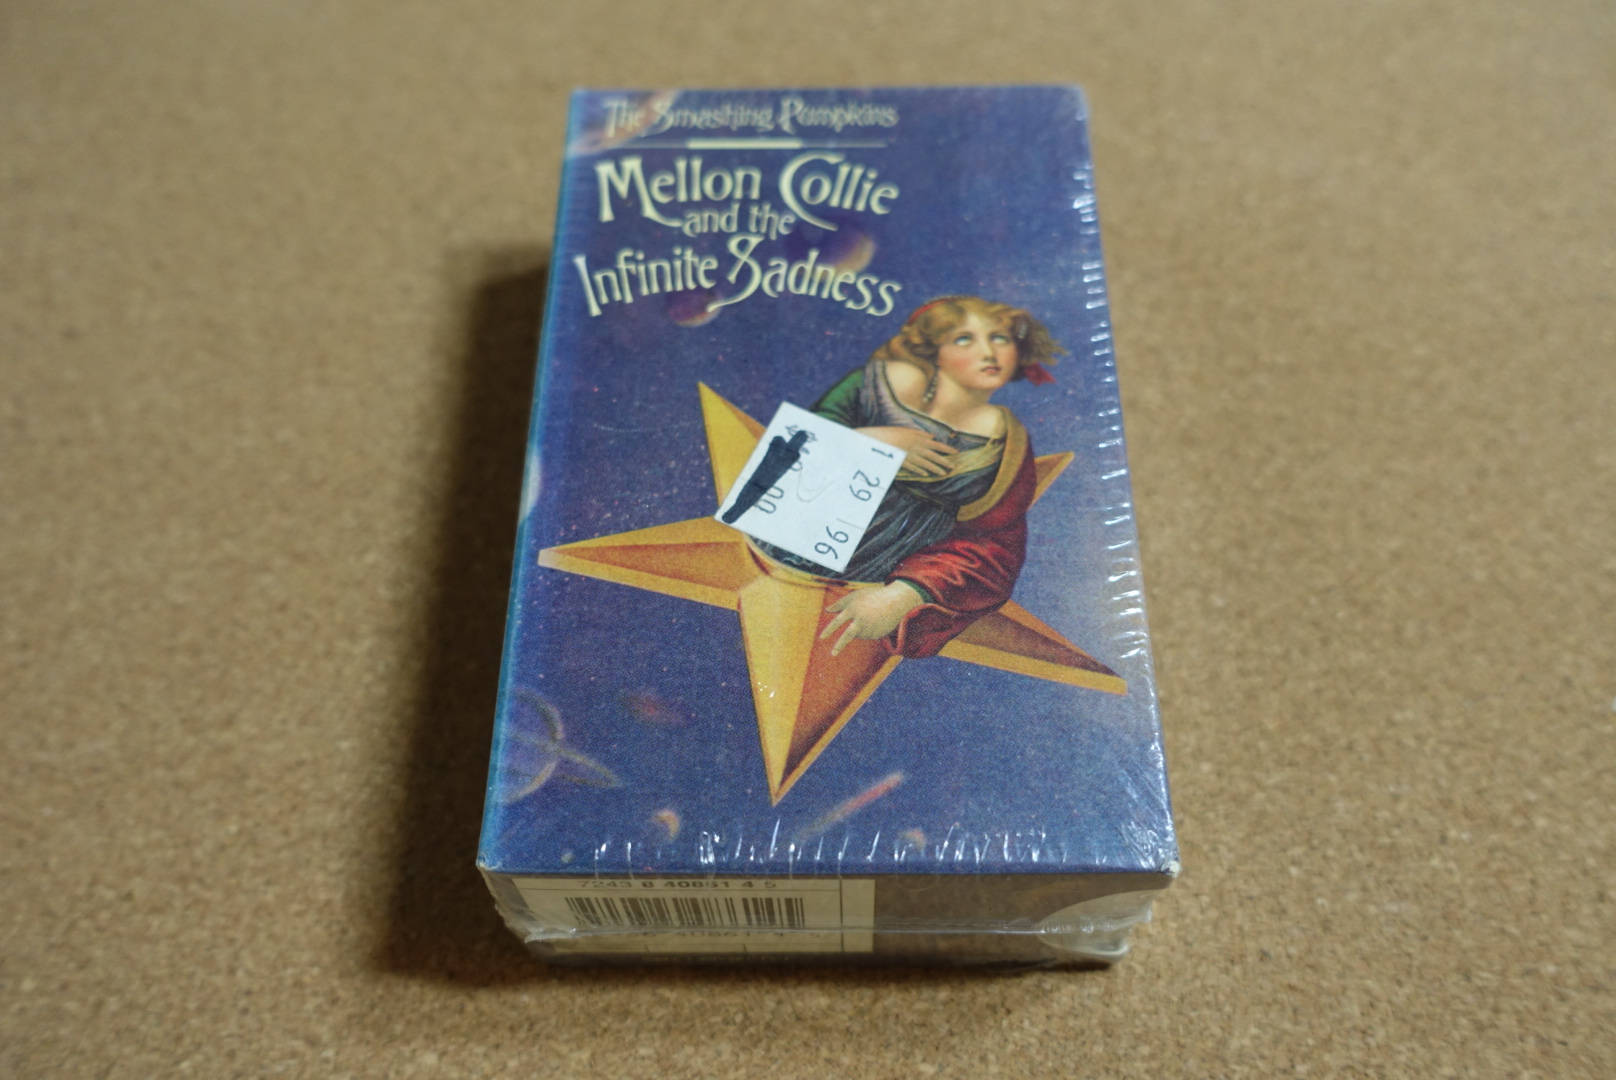 The Smashing Pumpkins
Mellon Collie
and the
Infinite Sadness
1 29 96
7243 8 40861 4 5